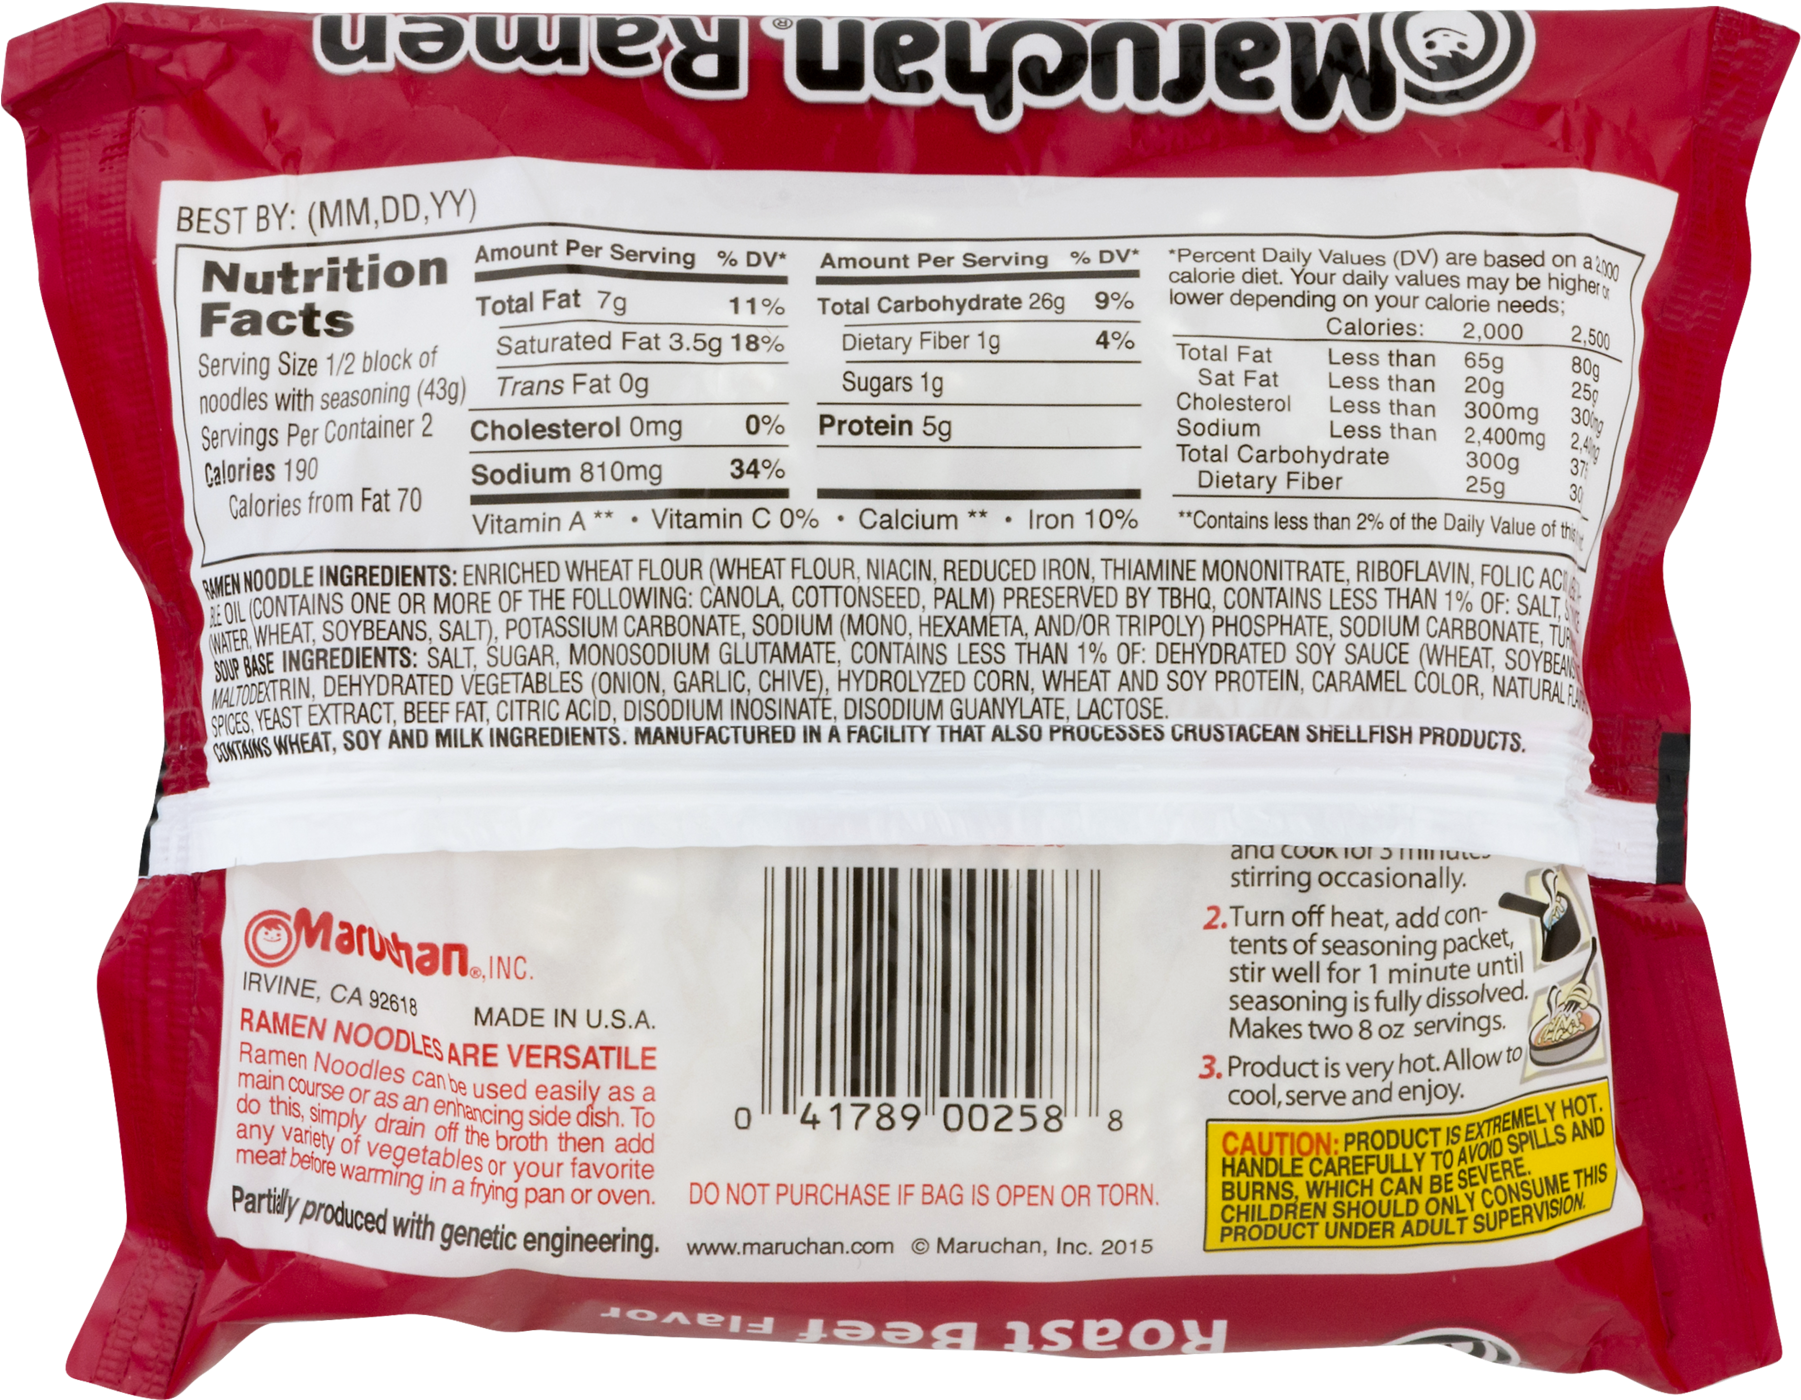 Maruchan® Ramen
BEST BY: (MM,DD,YY)
Nutrition
Facts
Serving Size 1/2 block of
noodles with seasoning (43g)
Servings Per Container 2
Calories 190
Calories from Fat 70
Amount Per Serving % DV*
Total Fat 7g 11%
Saturated Fat 3.5g 18%
Trans Fat 0g
Cholesterol 0mg 0%
Sodium 810mg 34%
Amount Per Serving % DV*
Total Carbohydrate 26g 9%
Dietary Fiber 1g 4%
Sugars 1g
Protein 5g
Vitamin A ** • Vitamin C 0% • Calcium ** • Iron 10%
*Percent Daily Values (DV) are based on a 2,000
calorie diet. Your daily values may be higher or
lower depending on your calorie needs;
Calories: 2,000 2,500
Total Fat Less than 65g 80g
Sat Fat Less than 20g 25g
Cholesterol Less than 300mg 300mg
Sodium Less than 2,400mg
Total Carbohydrate 300g
Dietary Fiber 25g 30
**Contains less than 2% of the Daily Value of this
RAMEN NOODLE INGREDIENTS: ENRICHED WHEAT FLOUR (WHEAT FLOUR, NIACIN, REDUCED IRON, THIAMINE MONONITRATE, RIBOFLAVIN, FOLIC
OIL (CONTAINS ONE OR MORE OF THE FOLLOWING: CANOLA, COTTONSEED, PALM) PRESERVED BY TBHQ, CONTAINS LESS THAN 1% OF: SALT,
(WATER, WHEAT, SOYBEANS, SALT), POTASSIUM CARBONATE, SODIUM (MONO, HEXAMETA, AND/OR TRIPOLY) PHOSPHATE, SODIUM CARBONATE,
SOUP BASE INGREDIENTS: SALT, SUGAR, MONOSODIUM GLUTAMATE, CONTAINS LESS THAN 1% OF: DEHYDRATED SOY SAUCE (WHEAT, SOYBEANS
MALTODEXTRIN, DEHYDRATED VEGETABLES (ONION, GARLIC, CHIVE), HYDROLYZED CORN, WHEAT AND SOY PROTEIN, CARAMEL COLOR, NATURAL
SPICES, YEAST EXTRACT, BEEF FAT, CITRIC ACID, DISODIUM INOSINATE, DISODIUM GUANYLATE, LACTOSE.
CONTAINS WHEAT, SOY AND MILK INGREDIENTS. MANUFACTURED IN A FACILITY THAT ALSO PROCESSES CRUSTACEAN SHELLFISH PRODUCTS.
Maruchan®, INC.
IRVINE, CA 92618
MADE IN U.S.A.
RAMEN NOODLES ARE VERSATILE
Ramen Noodles can be used easily as a
main course or as an enhancing side dish. To
do this, simply drain off the broth then add
any variety of vegetables or your favorite
meat before warming in a frying pan or oven.
Partially produced with genetic engineering.
0 41789 00258 8
DO NOT PURCHASE IF BAG IS OPEN OR TORN.
www.maruchan.com © Maruchan, Inc. 2015
and cook for 3 minutes
stirring occasionally.
2. Turn off heat, add con-
tents of seasoning packet,
stir well for 1 minute until
seasoning is fully dissolved.
Makes two 8 oz servings.
3. Product is very hot. Allow to
cool, serve and enjoy.
CAUTION: PRODUCT IS EXTREMELY HOT.
HANDLE CAREFULLY TO AVOID SPILLS AND
BURNS, WHICH CAN BE SEVERE.
CHILDREN SHOULD ONLY CONSUME THIS
PRODUCT UNDER ADULT SUPERVISION.
Roast Beef Flavor